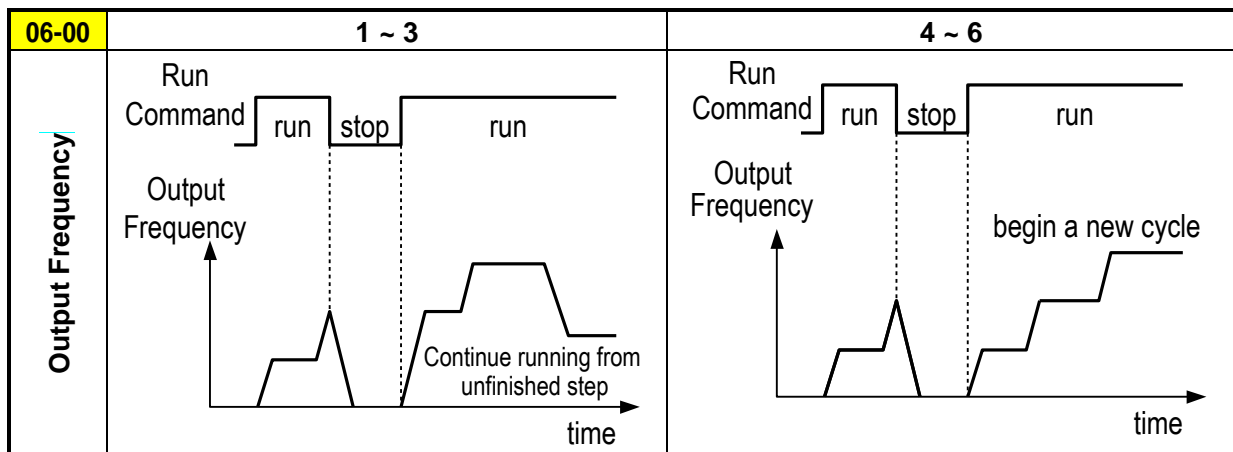 06-00
1 ~ 3
4 ~ 6
Output Frequency
Run
Command
run
stop
run
Output
Frequency
Continue running from
unfinished step
time
Run
Command
run
stop
run
Output
Frequency
begin a new cycle
time